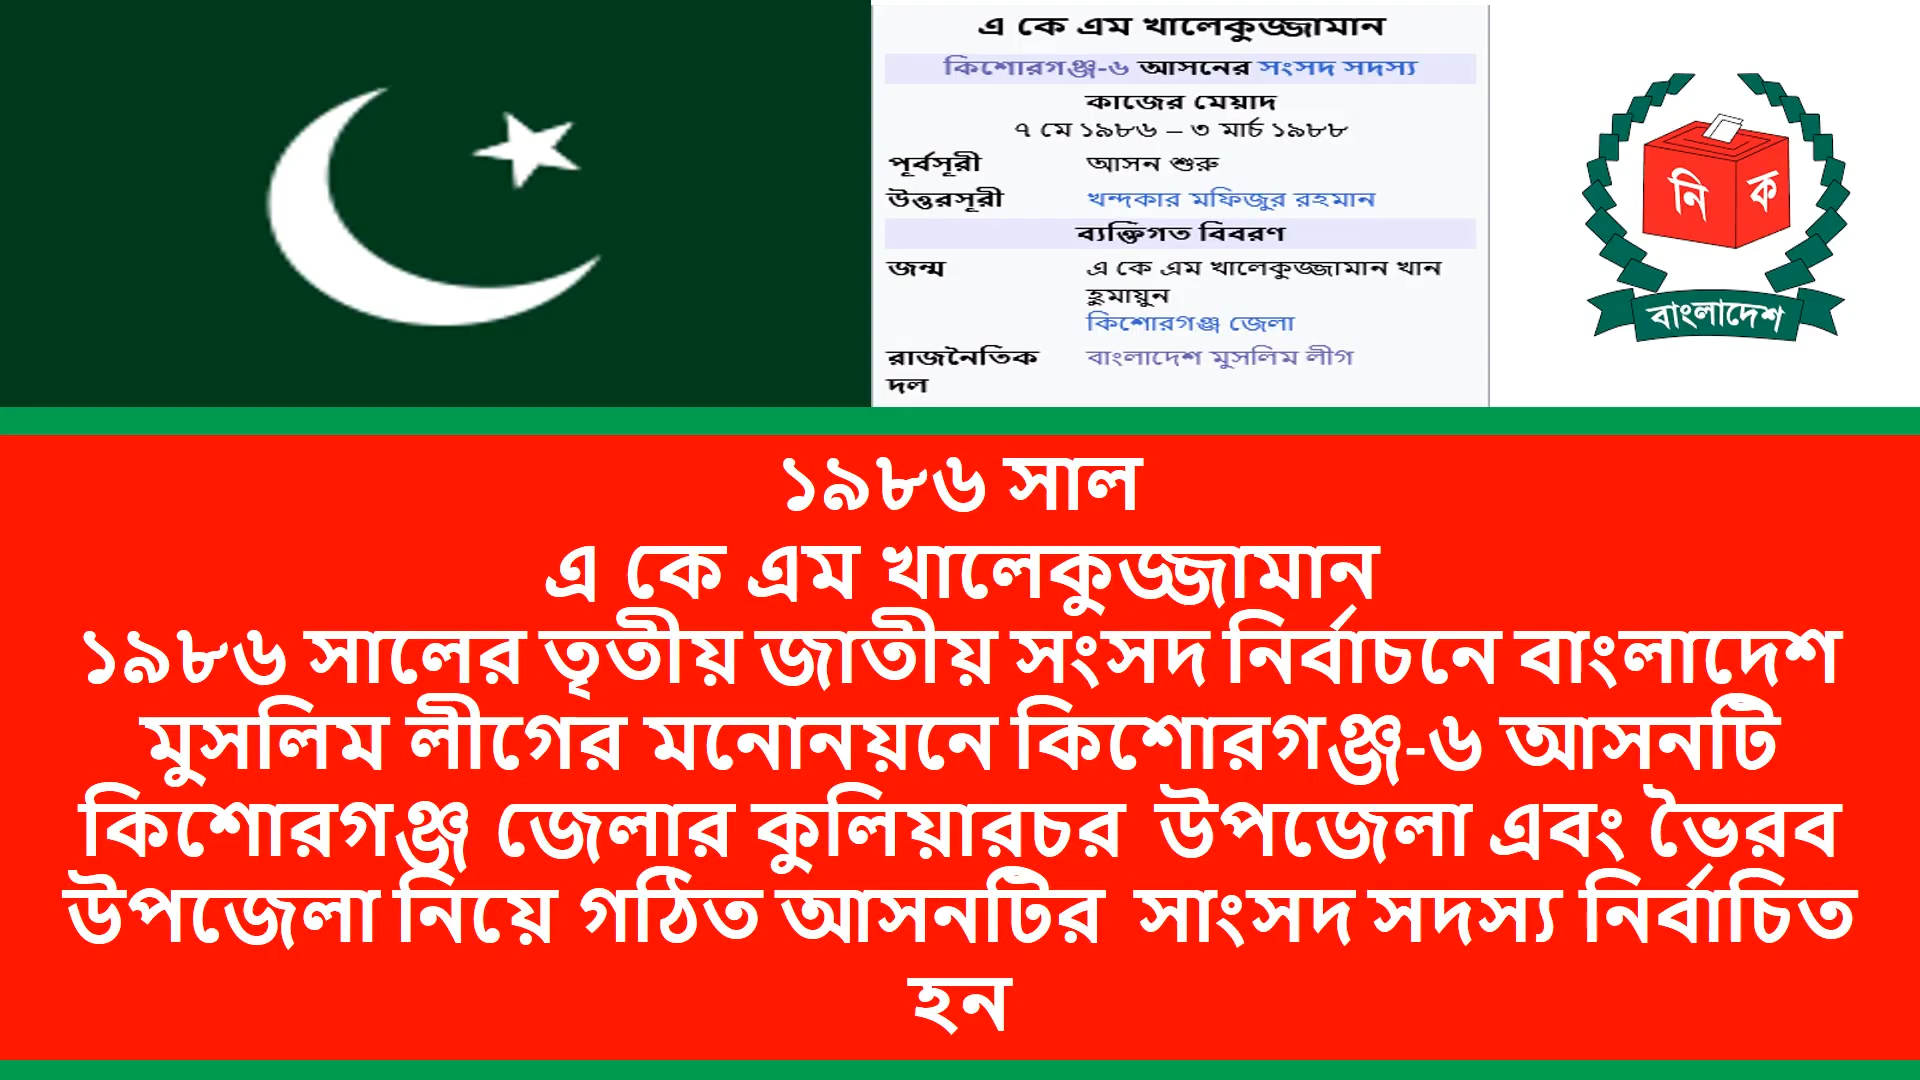 এ কে এম খালেকুজ্জামান
কিশোরগঞ্জ-৬ আসনের সংসদ সদস্য
কাজের মেয়াদ
৭ মে ১৯৮৬ – ৩ মার্চ ১৯৮৮
পূর্বসূরী আসন শুরু
উত্তরসূরী খন্দকার মফিজুর রহমান
ব্যক্তিগত বিবরণ
জন্ম এ কে এম খালেকুজ্জামান খান
হুমায়ুন
কিশোরগঞ্জ জেলা
রাজনৈতিক বাংলাদেশ মুসলিম লীগ
দল
নি ক
বাংলাদেশ
১৯৮৬ সাল
এ কে এম খালেকুজ্জামান
১৯৮৬ সালের তৃতীয় জাতীয় সংসদ নির্বাচনে বাংলাদেশ
মুসলিম লীগের মনোনয়নে কিশোরগঞ্জ-৬ আসনটি
কিশোরগঞ্জ জেলার কুলিয়ারচর উপজেলা এবং ভৈরব
উপজেলা নিয়ে গঠিত আসনটির সাংসদ সদস্য নির্বাচিত
হন